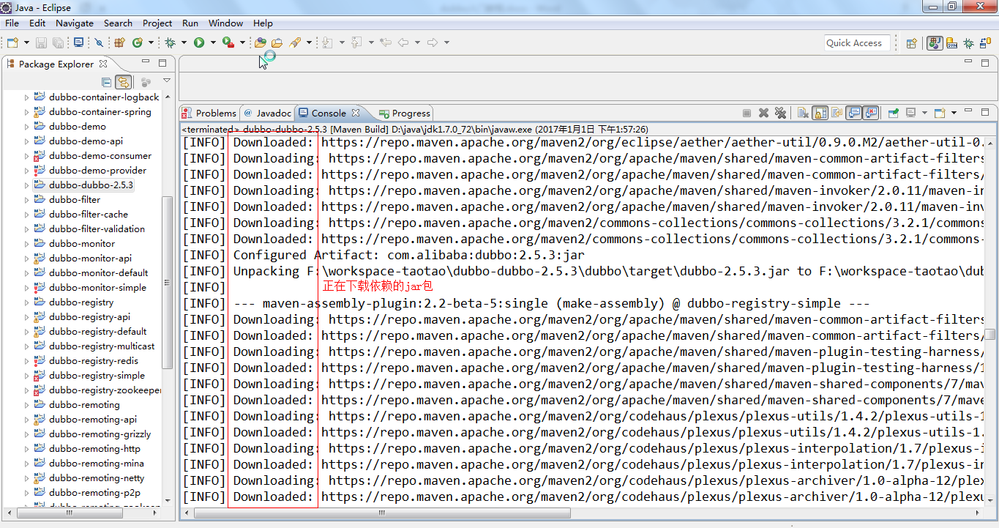 Java - Eclipse
File Edit Navigate Search Project Run Window Help
Quick Access
Package Explorer
dubbo-container-logback
dubbo-container-spring
dubbo-demo
dubbo-demo-api
dubbo-demo-consumer
dubbo-demo-provider
dubbo-dubbo-2.5.3
dubbo-filter
dubbo-filter-cache
dubbo-filter-validation
dubbo-monitor
dubbo-monitor-api
dubbo-monitor-default
dubbo-monitor-simple
dubbo-registry
dubbo-registry-api
dubbo-registry-default
dubbo-registry-multicast
dubbo-registry-redis
dubbo-registry-simple
dubbo-registry-zookeeper
dubbo-remoting
dubbo-remoting-api
dubbo-remoting-grizzly
dubbo-remoting-http
dubbo-remoting-mina
dubbo-remoting-netty
dubbo-remoting-p2p
Problems @ Javadoc Console Progress
<terminated> dubbo-dubbo-2.5.3 [Maven Build] D:\java\jdk1.7.0_72\bin\javaw.exe (2017年1月1日 下午1:57:26)
[INFO] Downloaded: https://repo.maven.apache.org/maven2/org/eclipse/aether/aether-util/0.9.0.M2/aether-util-0.
[INFO] Downloading: https://repo.maven.apache.org/maven2/org/apache/maven/shared/maven-common-artifact-filters
[INFO] Downloaded: https://repo.maven.apache.org/maven2/org/apache/maven/shared/maven-common-artifact-filters/
[INFO] Downloading: https://repo.maven.apache.org/maven2/org/apache/maven/shared/maven-invoker/2.0.11/maven-in
[INFO] Downloaded: https://repo.maven.apache.org/maven2/org/apache/maven/shared/maven-invoker/2.0.11/maven-inv
[INFO] Downloading: https://repo.maven.apache.org/maven2/commons-collections/commons-collections/3.2.1/commons
[INFO] Downloaded: https://repo.maven.apache.org/maven2/commons-collections/commons-collections/3.2.1/commons-
[INFO] Configured Artifact: com.alibaba:dubbo:2.5.3:jar
[INFO] Unpacking F:\workspace-taotao\dubbo-dubbo-2.5.3\dubbo\target\dubbo-2.5.3.jar to F:\workspace-taotao\dub
[INFO] 正在下载依赖的jar包
[INFO] --- maven-assembly-plugin:2.2-beta-5:single (make-assembly) @ dubbo-registry-simple ---
[INFO] Downloading: https://repo.maven.apache.org/maven2/org/apache/maven/shared/maven-common-artifact-filters
[INFO] Downloaded: https://repo.maven.apache.org/maven2/org/apache/maven/shared/maven-common-artifact-filters/
[INFO] Downloading: https://repo.maven.apache.org/maven2/org/apache/maven/shared/maven-plugin-testing-harness/
[INFO] Downloaded: https://repo.maven.apache.org/maven2/org/apache/maven/shared/maven-plugin-testing-harness/1
[INFO] Downloading: https://repo.maven.apache.org/maven2/org/apache/maven/shared/maven-shared-components/7/mav
[INFO] Downloaded: https://repo.maven.apache.org/maven2/org/apache/maven/shared/maven-shared-components/7/mave
[INFO] Downloading: https://repo.maven.apache.org/maven2/org/codehaus/plexus/plexus-utils/1.4.2/plexus-utils-1
[INFO] Downloaded: https://repo.maven.apache.org/maven2/org/codehaus/plexus/plexus-utils/1.4.2/plexus-utils-1.
[INFO] Downloading: https://repo.maven.apache.org/maven2/org/codehaus/plexus/plexus-interpolation/1.7/plexus-i
[INFO] Downloaded: https://repo.maven.apache.org/maven2/org/codehaus/plexus/plexus-interpolation/1.7/plexus-in
[INFO] Downloading: https://repo.maven.apache.org/maven2/org/codehaus/plexus/plexus-archiver/1.0-alpha-12/plex
[INFO] Downloaded: https://repo.maven.apache.org/maven2/org/codehaus/plexus/plexus-archiver/1.0-alpha-12/plexu